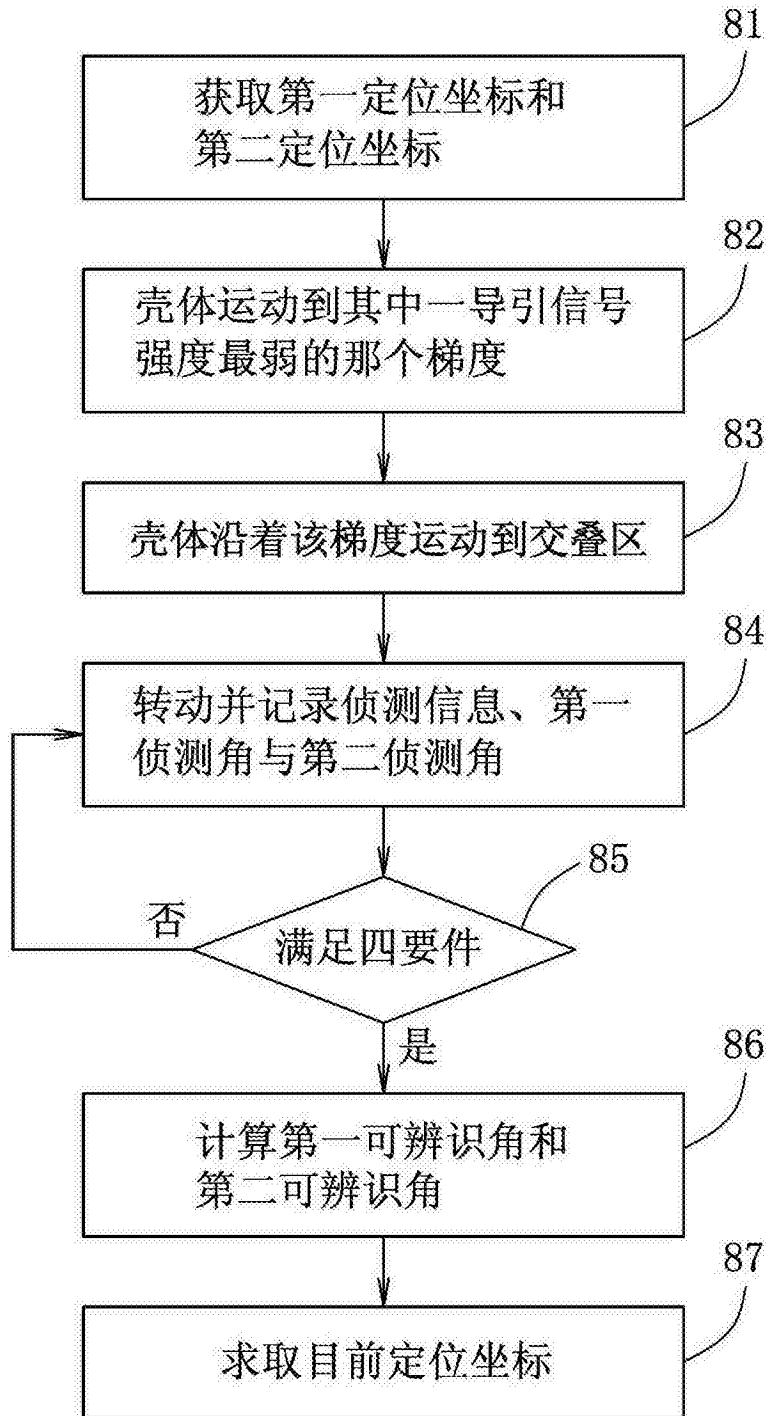 81
获取第一定位坐标和
第二定位坐标
82
壳体运动到其中一导引信号
强度最弱的那个梯度
83
壳体沿着该梯度运动到交叠区
84
转动并记录侦测信息、第一
侦测角与第二侦测角
85
否
满足四要件
是
86
计算第一可辨识角和
第二可辨识角
87
求取目前定位坐标